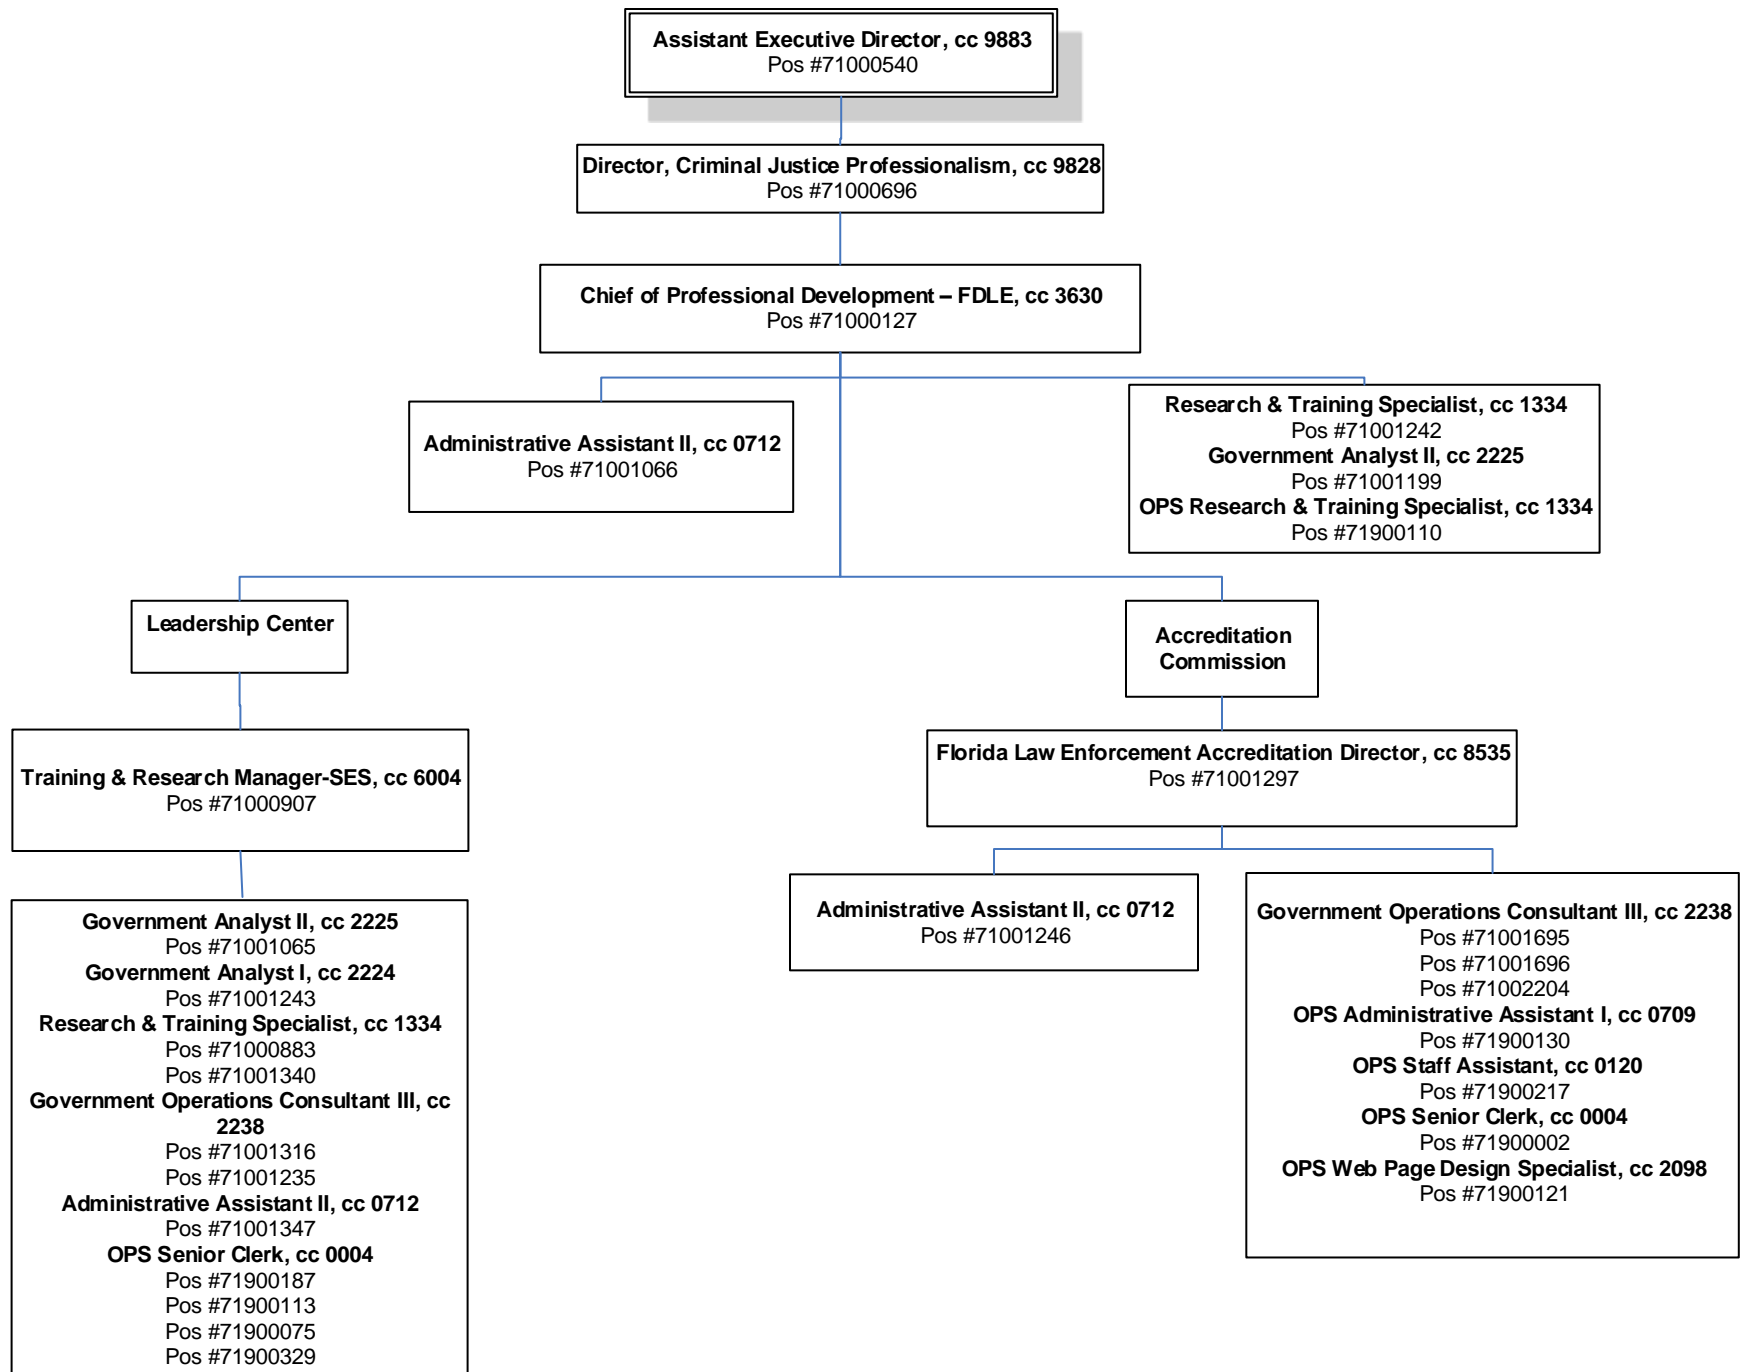 Assistant Executive Director, cc 9883
Pos #71000540
Director, Criminal Justice Professionalism, cc 9828
Pos #71000696
Chief of Professional Development – FDLE, cc 3630
Pos #71000127
Administrative Assistant II, cc 0712
Pos #71001066
Research & Training Specialist, cc 1334
Pos #71001242
Government Analyst II, cc 2225
Pos #71001199
OPS Research & Training Specialist, cc 1334
Pos #71900110
Leadership Center
Accreditation
Commission
Training & Research Manager-SES, cc 6004
Pos #71000907
Florida Law Enforcement Accreditation Director, cc 8535
Pos #71001297
Government Analyst II, cc 2225
Pos #71001065
Government Analyst I, cc 2224
Pos #71001243
Research & Training Specialist, cc 1334
Pos #71000883
Pos #71001340
Government Operations Consultant III, cc
2238
Pos #71001316
Pos #71001235
Administrative Assistant II, cc 0712
Pos #71001347
OPS Senior Clerk, cc 0004
Pos #71900187
Pos #71900113
Pos #71900075
Pos #71900329
Administrative Assistant II, cc 0712
Pos #71001246
Government Operations Consultant III, cc 2238
Pos #71001695
Pos #71001696
Pos #71002204
OPS Administrative Assistant I, cc 0709
Pos #71900130
OPS Staff Assistant, cc 0120
Pos #71900217
OPS Senior Clerk, cc 0004
Pos #71900002
OPS Web Page Design Specialist, cc 2098
Pos #71900121